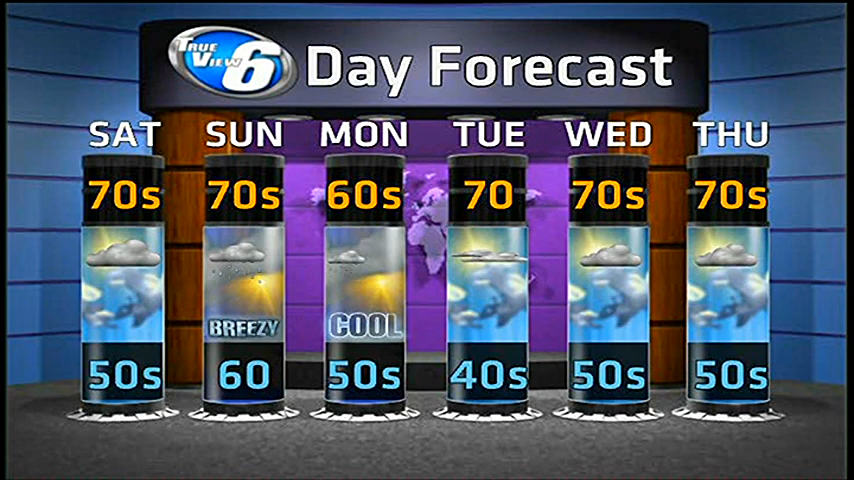 TRUE
VIEW 6 Day Forecast
SAT SUN MON TUE WED THU
70s 70s 60s 70 70s 70s
BREEZY COOL
50s 60 50s 40s 50s 50s